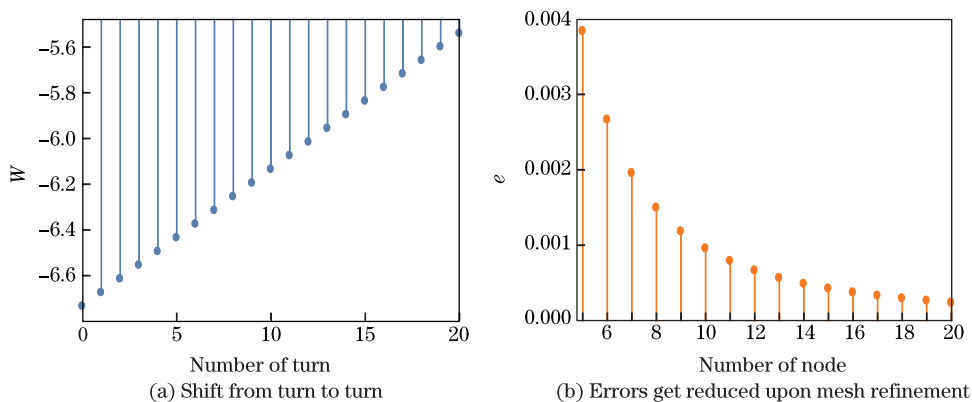 −5.6
−5.8
−6.0
−6.2
−6.4
−6.6
W
0 5 10 15 20
Number of turn
(a) Shift from turn to turn
0.004
0.003
0.002
0.001
0.000
e
6 8 10 12 14 16 18 20
Number of node
(b) Errors get reduced upon mesh refinement